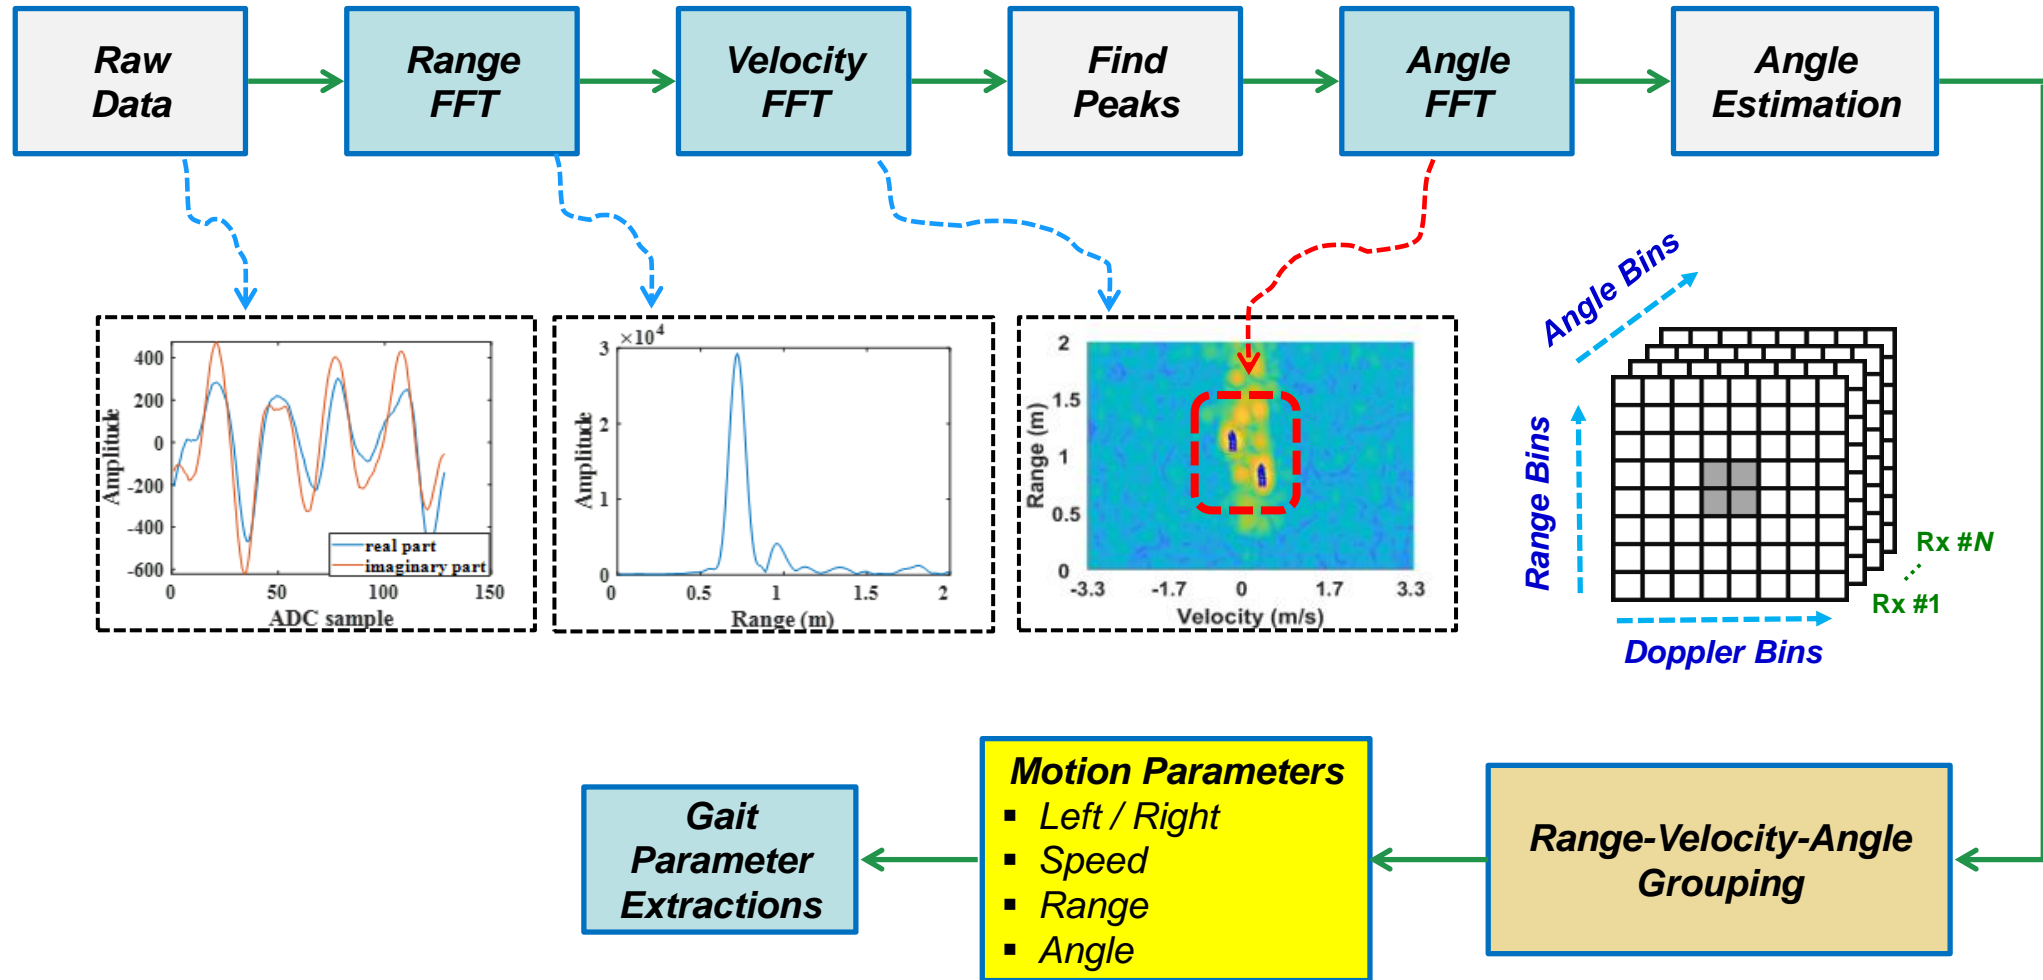 Raw
Data
Range
FFT
Velocity
FFT
Find
Peaks
Angle
FFT
Angle
Estimation
400
200
0
-200
-400
-600
0
50
100
150
Amplitude
ADC sample
real part
imaginary part
×10⁴
3
2
1
0
0
0.5
1
1.5
2
Amplitude
Range (m)
2
1.5
1
0.5
0
-3.3
-1.7
0
1.7
3.3
Range (m)
Velocity (m/s)
Angle Bins
Range Bins
Doppler Bins
Rx #N
Rx #1
Gait
Parameter
Extractions
Motion Parameters
▪ Left / Right
▪ Speed
▪ Range
▪ Angle
Range-Velocity-Angle
Grouping